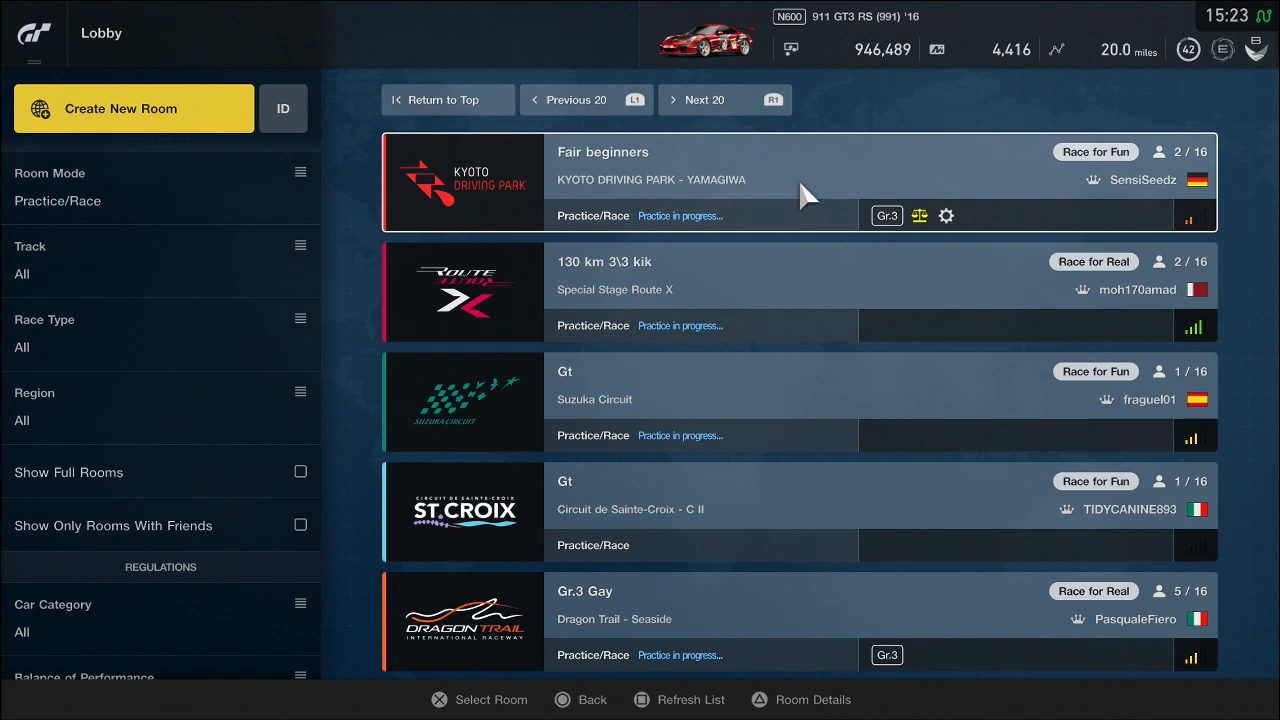 Lobby
N600 911 GT3 RS (991) '16
946,489 4,416 20.0 miles 42 E B
15:23
Create New Room ID
Return to Top Previous 20 L1 Next 20 R1
Room Mode
Practice/Race
Track
All
Race Type
All
Region
All
Show Full Rooms
Show Only Rooms With Friends
REGULATIONS
Car Category
All
Balance of Performance
KYOTO
DRIVING PARK
Fair beginners Race for Fun 2 / 16
KYOTO DRIVING PARK - YAMAGIWA SensiSeedz
Practice/Race Practice in progress... Gr.3
ROUTE
X
130 km 3\3 kik Race for Real 2 / 16
Special Stage Route X moh170amad
Practice/Race Practice in progress...
SUZUKA CIRCUIT
Gt Race for Fun 1 / 16
Suzuka Circuit fraguel01
Practice/Race Practice in progress...
CIRCUIT DE SAINTE-CROIX
ST.CROIX
Gt Race for Fun 1 / 16
Circuit de Sainte-Croix - C II TIDYCANINE893
Practice/Race
DRAGON TRAIL
INTERNATIONAL RACEWAY
Gr.3 Gay Race for Real 5 / 16
Dragon Trail - Seaside PasqualeFiero
Practice/Race Practice in progress... Gr.3
Select Room Back Refresh List Room Details